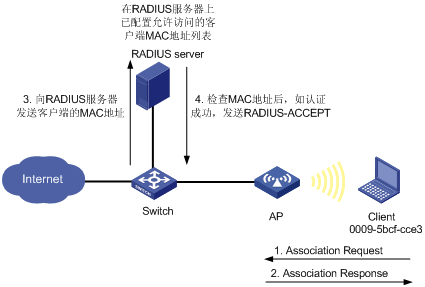 在RADIUS服务器上
已配置允许访问的客
户端MAC地址列表
RADIUS server
3. 向RADIUS服务器
发送客户端的MAC地址
4. 检查MAC地址后，如认证
成功，发送RADIUS-ACCEPT
Internet
Switch
AP
Client
0009-5bcf-cce3
1. Association Request
2. Association Response